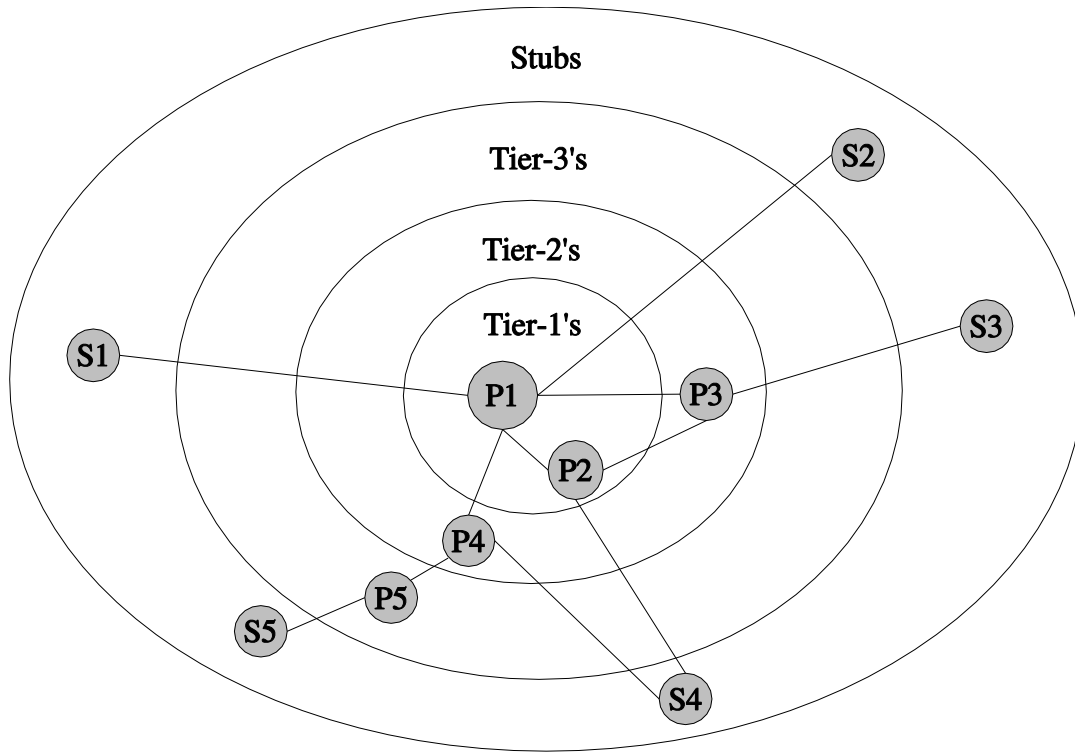 Stubs
S2
Tier-3's
Tier-2's
Tier-1's
S3
S1
P1
P3
P2
P4
P5
S5
S4